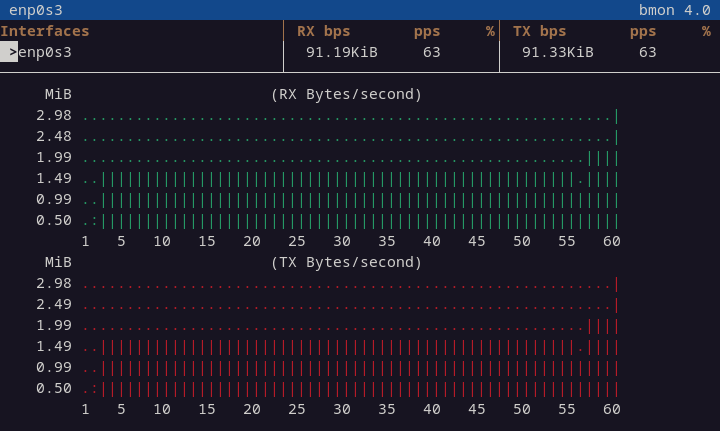 enp0s3 bmon 4.0
Interfaces RX bps pps % TX bps pps %
>enp0s3 91.19KiB 63 91.33KiB 63
MiB (RX Bytes/second)
2.98 ...........................................................|
2.48 ...........................................................|
1.99 ........................................................||||
1.49 ..|||||||||||||||||||||||||||||||||||||||||||||||||||||.||||
0.99 ..||||||||||||||||||||||||||||||||||||||||||||||||||||||||||
0.50 .:||||||||||||||||||||||||||||||||||||||||||||||||||||||||||
1 5 10 15 20 25 30 35 40 45 50 55 60
MiB (TX Bytes/second)
2.98 ...........................................................|
2.49 ...........................................................|
1.99 ........................................................||||
1.49 ..|||||||||||||||||||||||||||||||||||||||||||||||||||||.||||
0.99 ..||||||||||||||||||||||||||||||||||||||||||||||||||||||||||
0.50 .:||||||||||||||||||||||||||||||||||||||||||||||||||||||||||
1 5 10 15 20 25 30 35 40 45 50 55 60